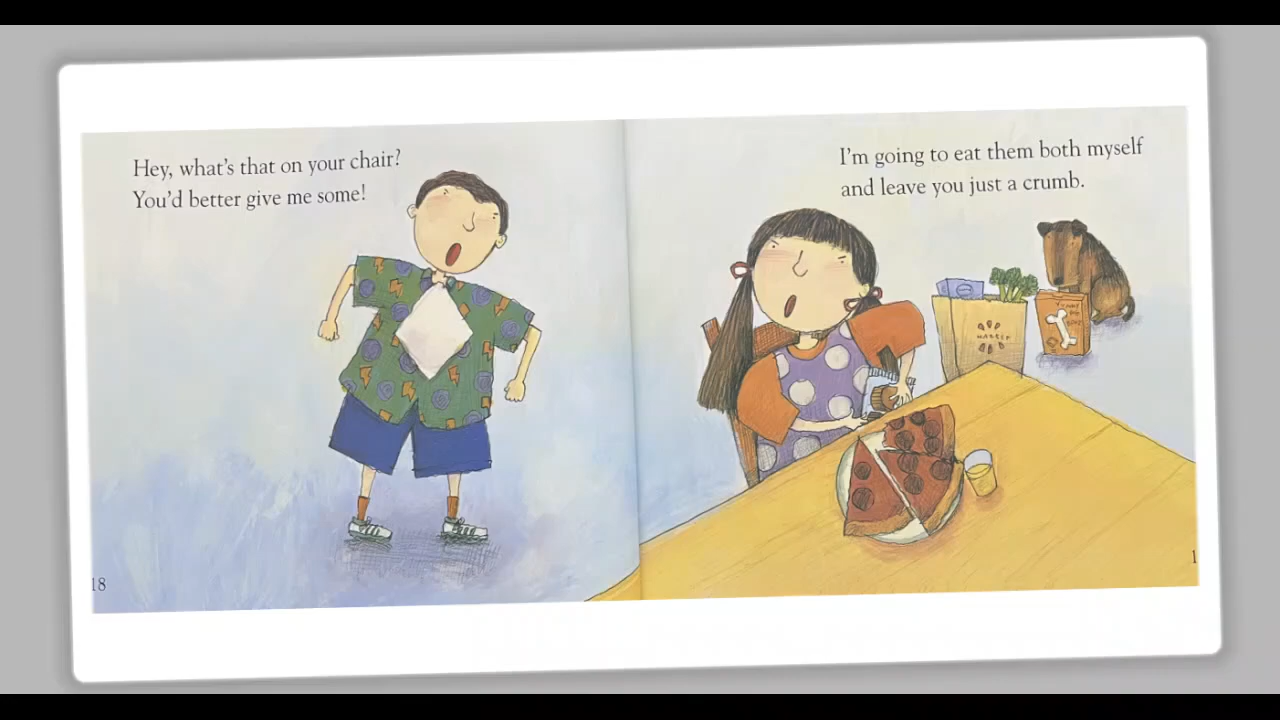 Hey, what's that on your chair?
You'd better give me some!
I'm going to eat them both myself
and leave you just a crumb.
18